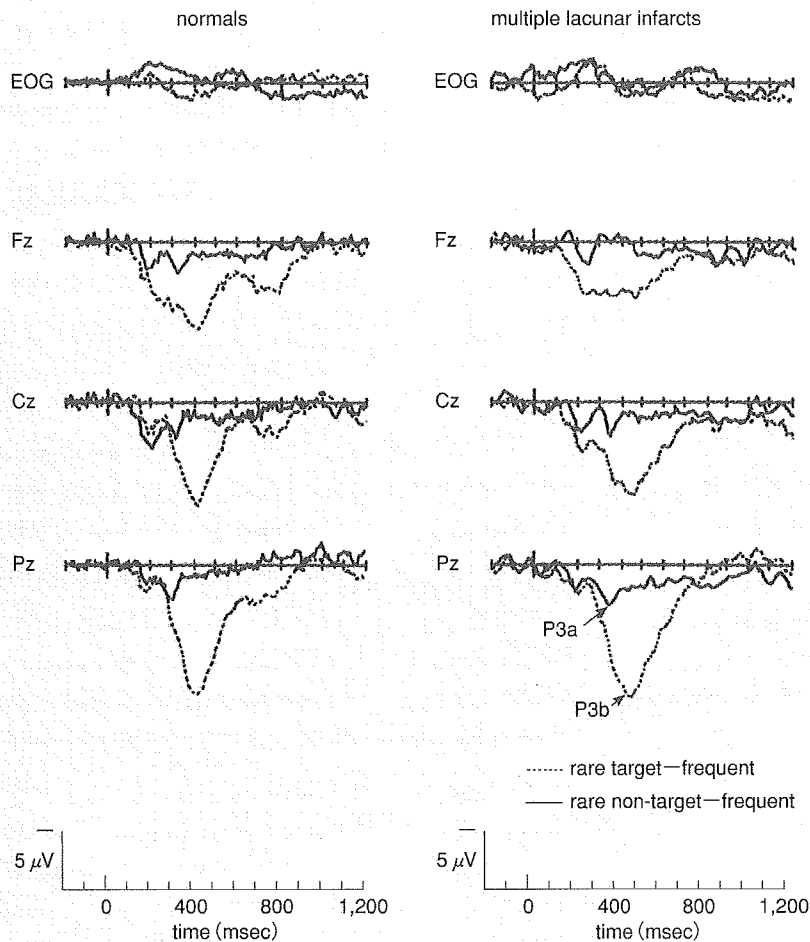 normals
multiple lacunar infarcts
EOG
EOG
Fz
Fz
Cz
Cz
Pz
Pz
P3a
P3b
rare target—frequent
rare non-target—frequent
5 μV
5 μV
0 400 800 1,200
0 400 800 1,200
time (msec)
time (msec)